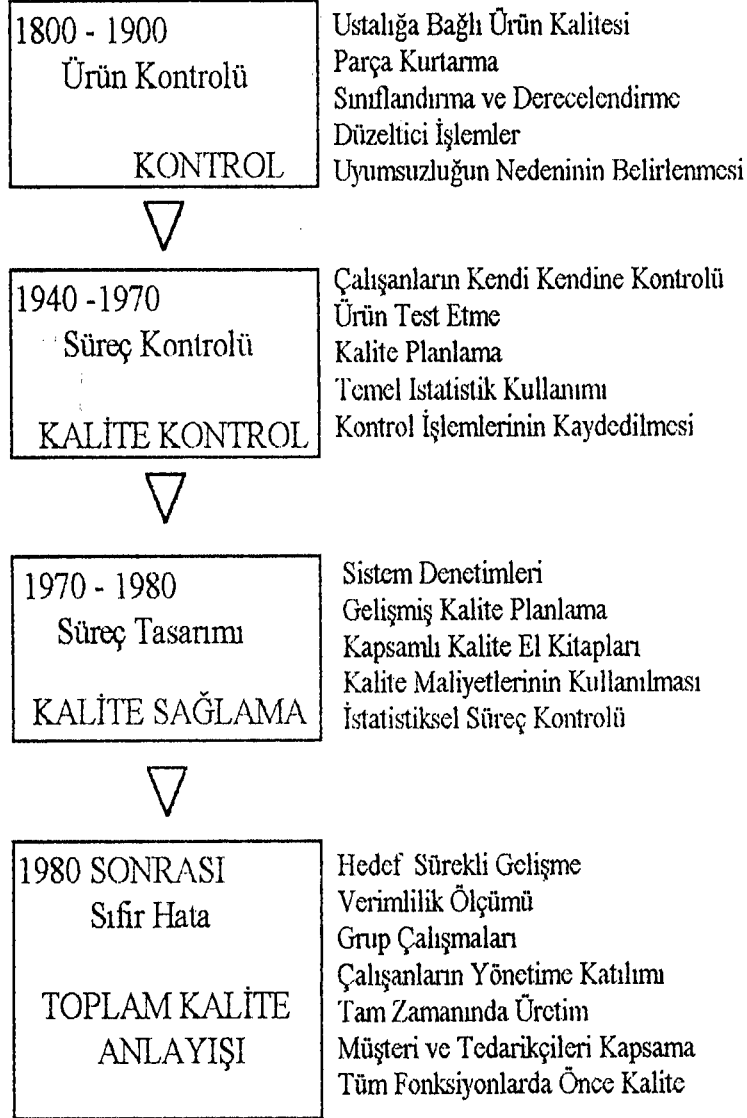 1800 - 1900
Ürün Kontrolü
KONTROL
Ustalığa Bağlı Ürün Kalitesi
Parça Kurtarma
Sınıflandırma ve Derecelendirme
Düzeltici İşlemler
Uyumsuzluğun Nedeninin Belirlenmesi
1940 -1970
Süreç Kontrolü
KALİTE KONTROL
Çalışanların Kendi Kendine Kontrolü
Ürün Test Etme
Kalite Planlama
Temel Istatistik Kullanımı
Kontrol İşlemlerinin Kaydedilmesi
1970 - 1980
Süreç Tasarımı
KALİTE SAĞLAMA
Sistem Denetimleri
Gelişmiş Kalite Planlama
Kapsamlı Kalite El Kitapları
Kalite Maliyetlerinin Kullanılması
İstatistiksel Süreç Kontrolü
1980 SONRASI
Sıfir Hata
TOPLAM KALİTE
ANLAYIŞI
Hedef Sürekli Gelişme
Verimlilik Ölçümü
Grup Çalışmaları
Çalışanların Yönetime Katılımı
Tam Zamanında Üretim
Müşteri ve Tedarikçileri Kapsama
Tüm Fonksiyonlarda Önce Kalite